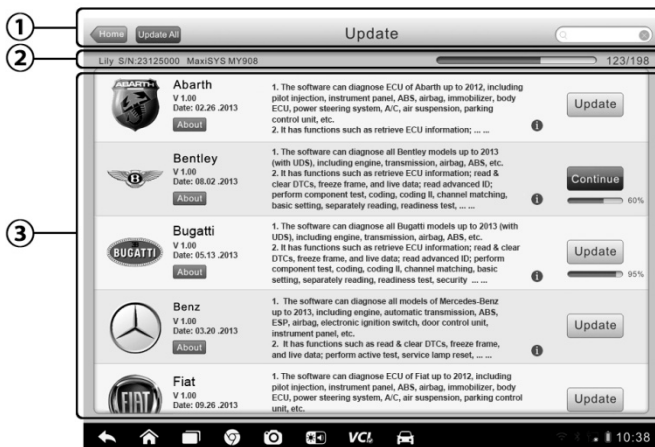 ① Home Update All Update
② Lily S/N:23125000 MaxiSYS MY908 123/198
③
ABARTH
Abarth
V 1.00
Date: 02.26 .2013
About
1. The software can diagnose ECU of Abarth up to 2012, including
pilot injection, instrument panel, ABS, airbag, immobilizer, body
ECU, power steering system, A/C, air suspension, parking
control unit, etc.
2. It has functions such as retrieve ECU information; ... ...
Update
B
Bentley
V 1.00
Date: 08.02 .2013
About
1. The software can diagnose all Bentley models up to 2013
(with UDS), including engine, transmission, airbag, ABS, etc.
2. It has functions such as retrieve ECU information; read &
clear DTCs, freeze frame, and live data; read advanced ID;
perform component test, coding, coding II, channel matching,
basic setting, separately reading, readiness test, ... ...
Continue
60%
BUGATTI
Bugatti
V 1.00
Date: 05.13 .2013
About
1. The software can diagnose all Bugatti models up to 2013 (with
UDS), including engine, transmission, airbag, ABS, etc.
2. It has functions such as retrieve ECU information; read & clear
DTCs, freeze frame, and live data; read advanced ID; perform
component test, coding, coding II, channel matching, basic
setting, separately reading, readiness test, security ... ...
Update
95%
Benz
V 1.00
Date: 03.20 .2013
About
1. The software can diagnose all models of Mercedes-Benz
up to 2013, including engine, automatic transmission, ABS,
ESP, airbag, electronic ignition switch, door control unit,
instrument panel, etc.
2. It has functions such as read & clear DTCs, freeze frame,
and live data; perform active test, service lamp reset, ... ...
Update
FIAT
Fiat
V 1.00
Date: 09.26 .2013
1. The software can diagnose ECU of Fiat up to 2012, including
pilot injection, instrument panel, ABS, airbag, immobilizer, body
ECU, power steering system, A/C, air suspension, parking control
unit, etc.
Update
VCI 10:38